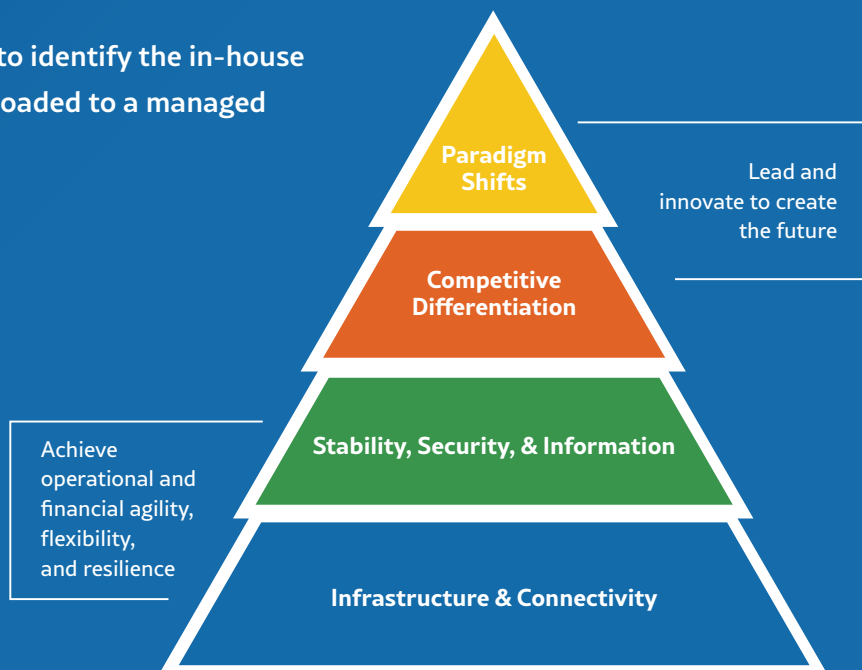 to identify the in-house
oaded to a managed
Paradigm
Shifts
Lead and
innovate to create
the future
Competitive
Differentiation
Stability, Security, & Information
Achieve
operational and
financial agility,
flexibility,
and resilience
Infrastructure & Connectivity